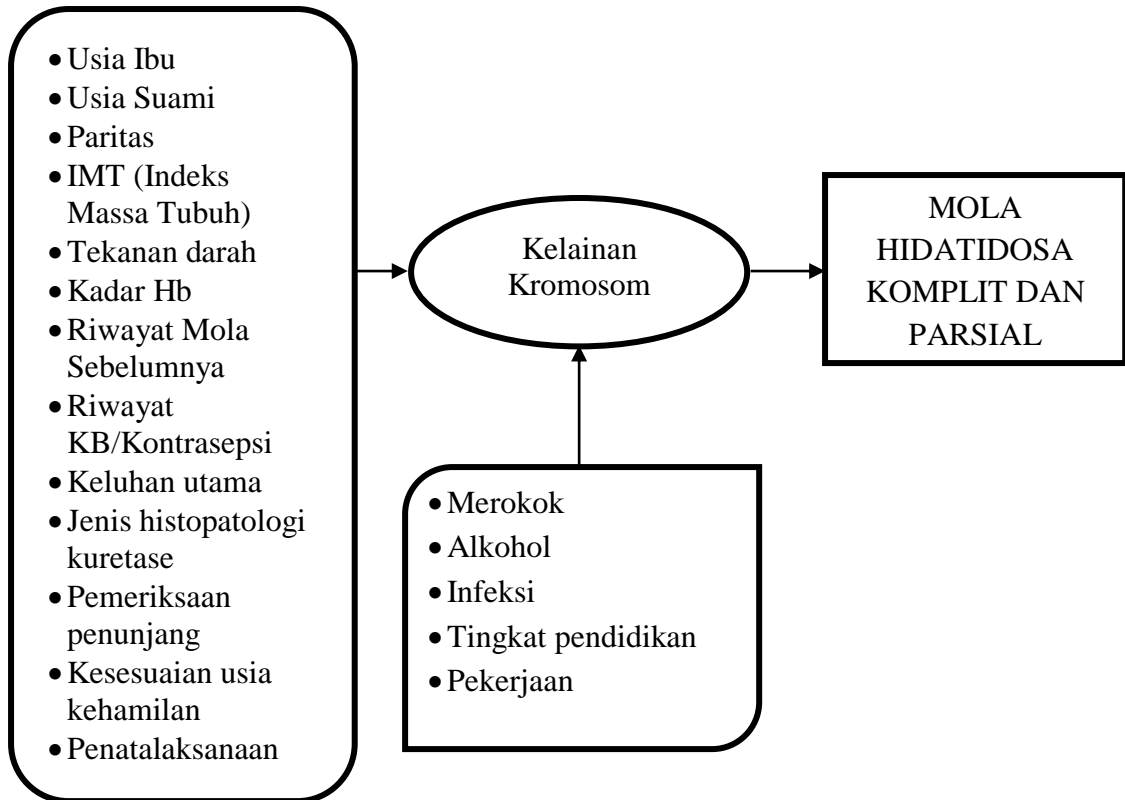 • Usia Ibu
• Usia Suami
• Paritas
• IMT (Indeks
Massa Tubuh)
• Tekanan darah
• Kadar Hb
• Riwayat Mola
Sebelumnya
• Riwayat
KB/Kontrasepsi
• Keluhan utama
• Jenis histopatologi
kuretase
• Pemeriksaan
penunjang
• Kesesuaian usia
kehamilan
• Penatalaksanaan
Kelainan
Kromosom
MOLA
HIDATIDOSA
KOMPLIT DAN
PARSIAL
• Merokok
• Alkohol
• Infeksi
• Tingkat pendidikan
• Pekerjaan